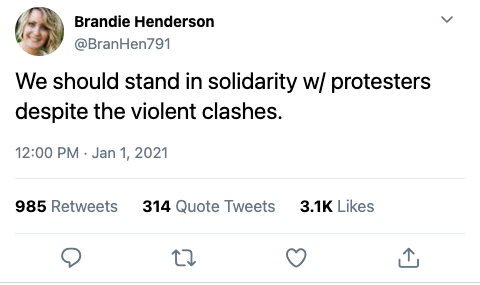 Brandie Henderson
@BranHen791
We should stand in solidarity w/ protesters
despite the violent clashes.
12:00 PM · Jan 1, 2021
985 Retweets 314 Quote Tweets 3.1K Likes